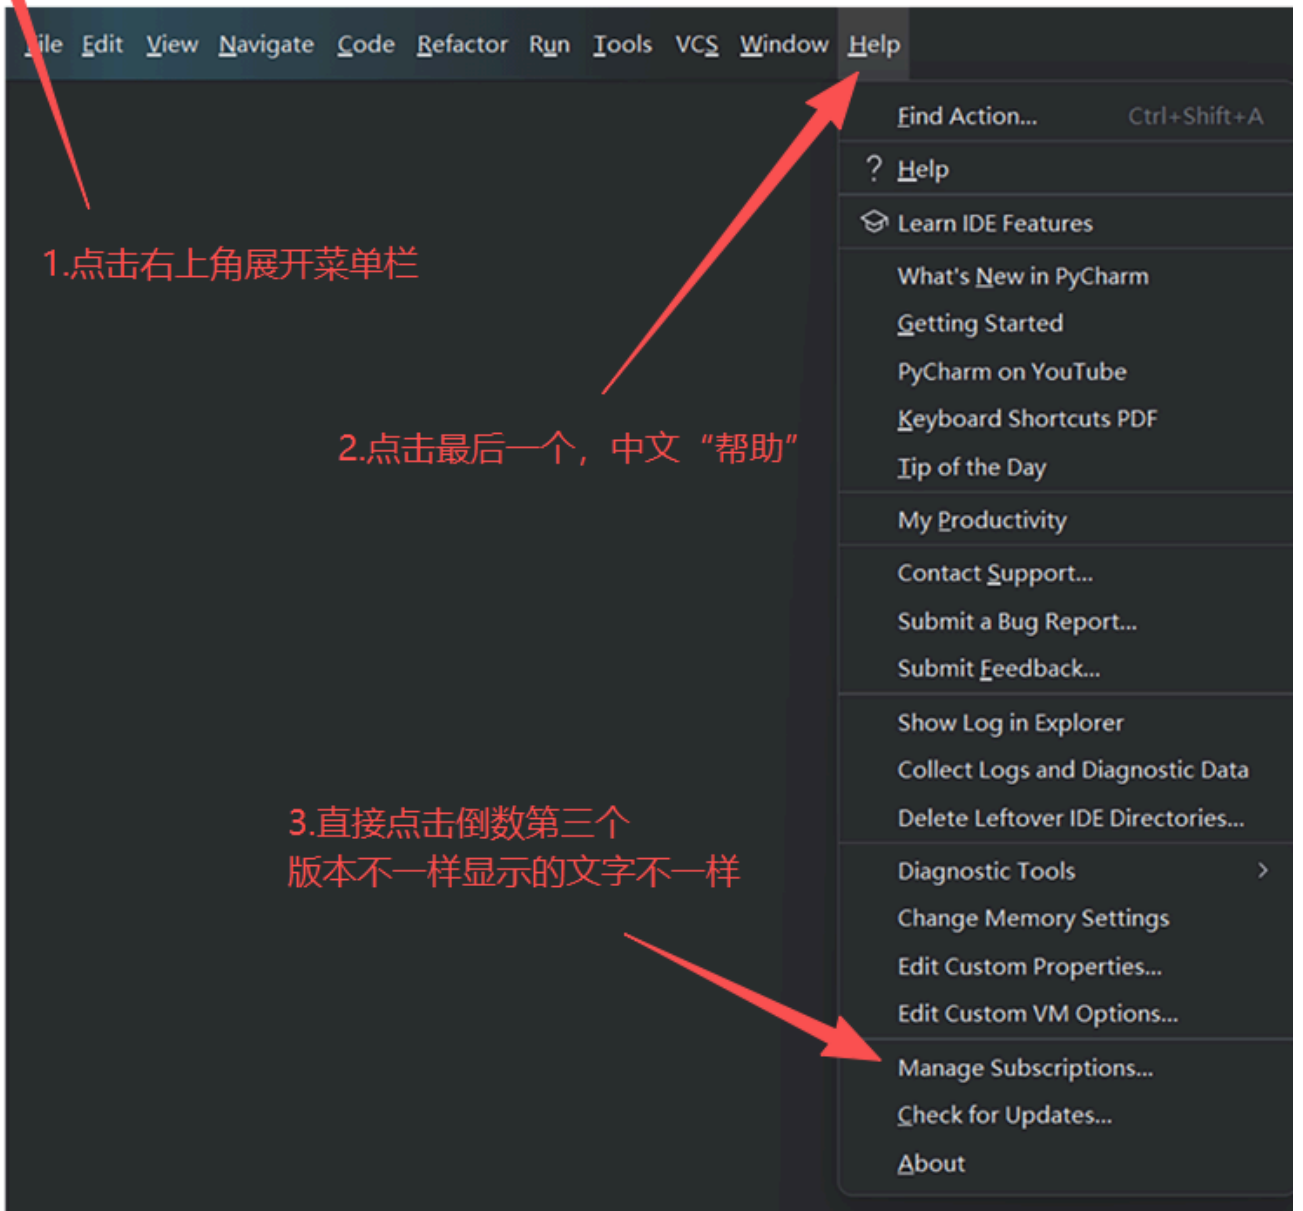 File Edit View Navigate Code Refactor Run Tools VCS Window Help
Find Action... Ctrl+Shift+A
? Help
Learn IDE Features
1.点击右上角展开菜单栏
What's New in PyCharm
Getting Started
PyCharm on YouTube
Keyboard Shortcuts PDF
2.点击最后一个，中文“帮助”
Tip of the Day
My Productivity
Contact Support...
Submit a Bug Report...
Submit Feedback...
Show Log in Explorer
Collect Logs and Diagnostic Data
Delete Leftover IDE Directories...
3.直接点击倒数第三个
版本不一样显示的文字不一样
Diagnostic Tools
Change Memory Settings
Edit Custom Properties...
Edit Custom VM Options...
Manage Subscriptions...
Check for Updates...
About